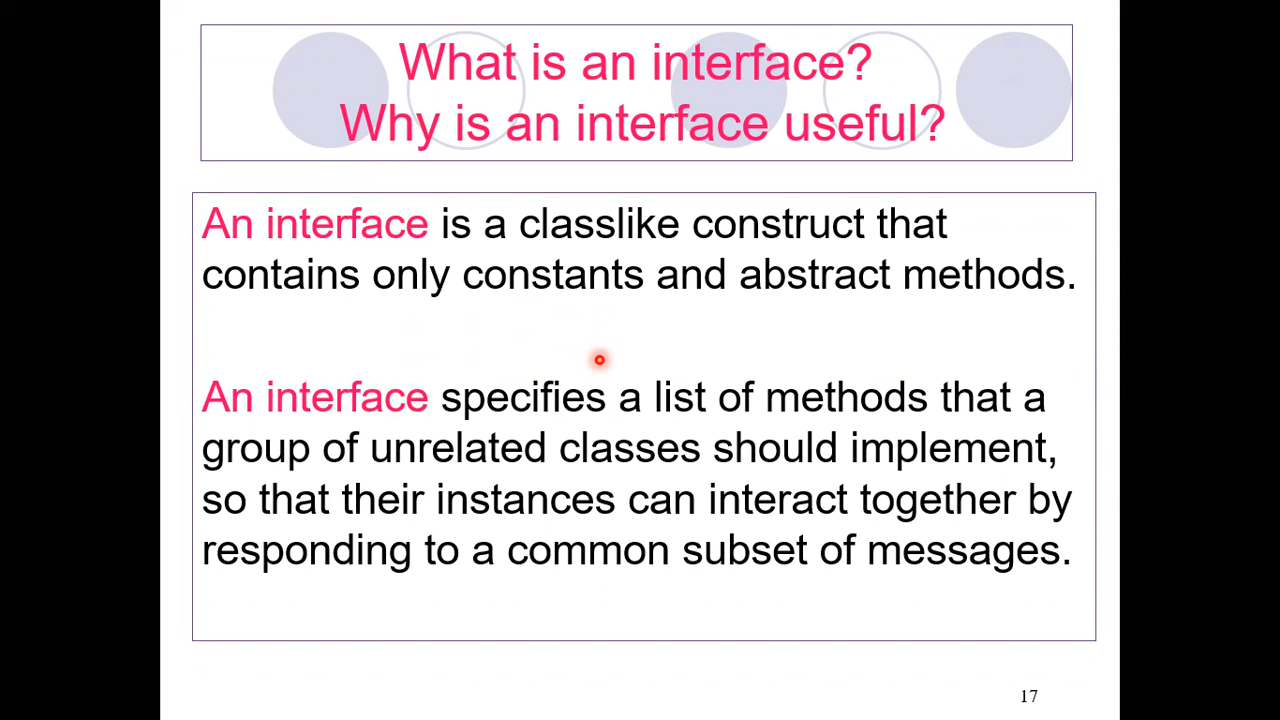 What is an interface?
Why is an interface useful?
An interface is a classlike construct that
contains only constants and abstract methods.
An interface specifies a list of methods that a
group of unrelated classes should implement,
so that their instances can interact together by
responding to a common subset of messages.
17